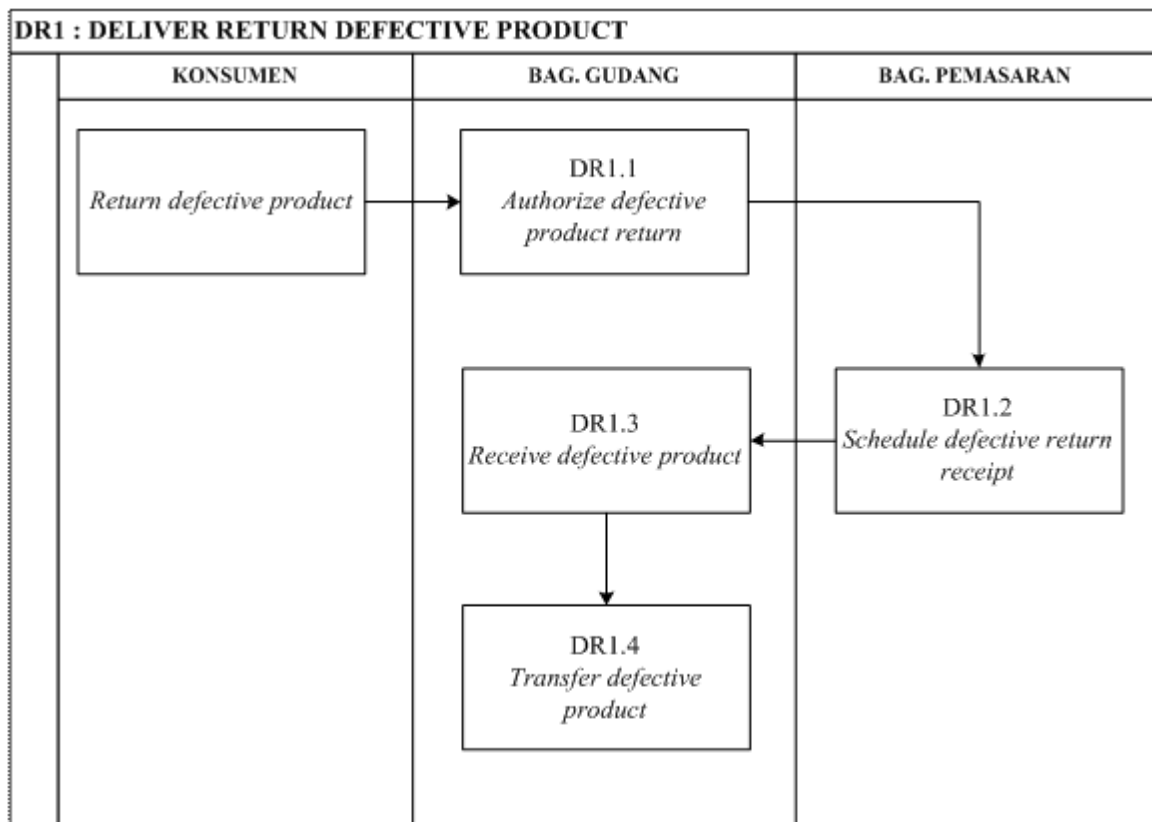 DR1 : DELIVER RETURN DEFECTIVE PRODUCT
KONSUMEN
BAG. GUDANG
BAG. PEMASARAN
Return defective product
DR1.1
Authorize defective
product return
DR1.2
Schedule defective return
receipt
DR1.3
Receive defective product
DR1.4
Transfer defective
product